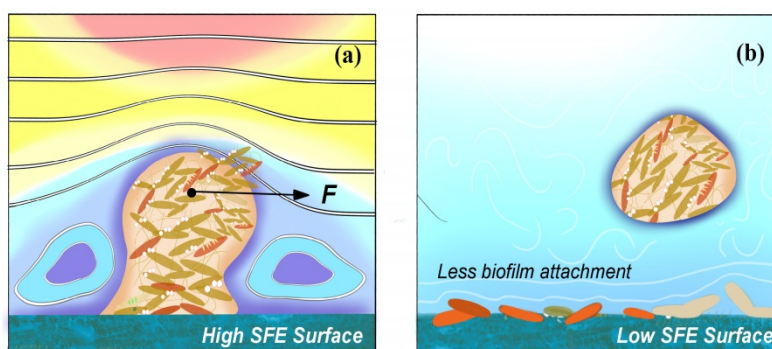 (a)
F
High SFE Surface
(b)
Less biofilm attachment
Low SFE Surface